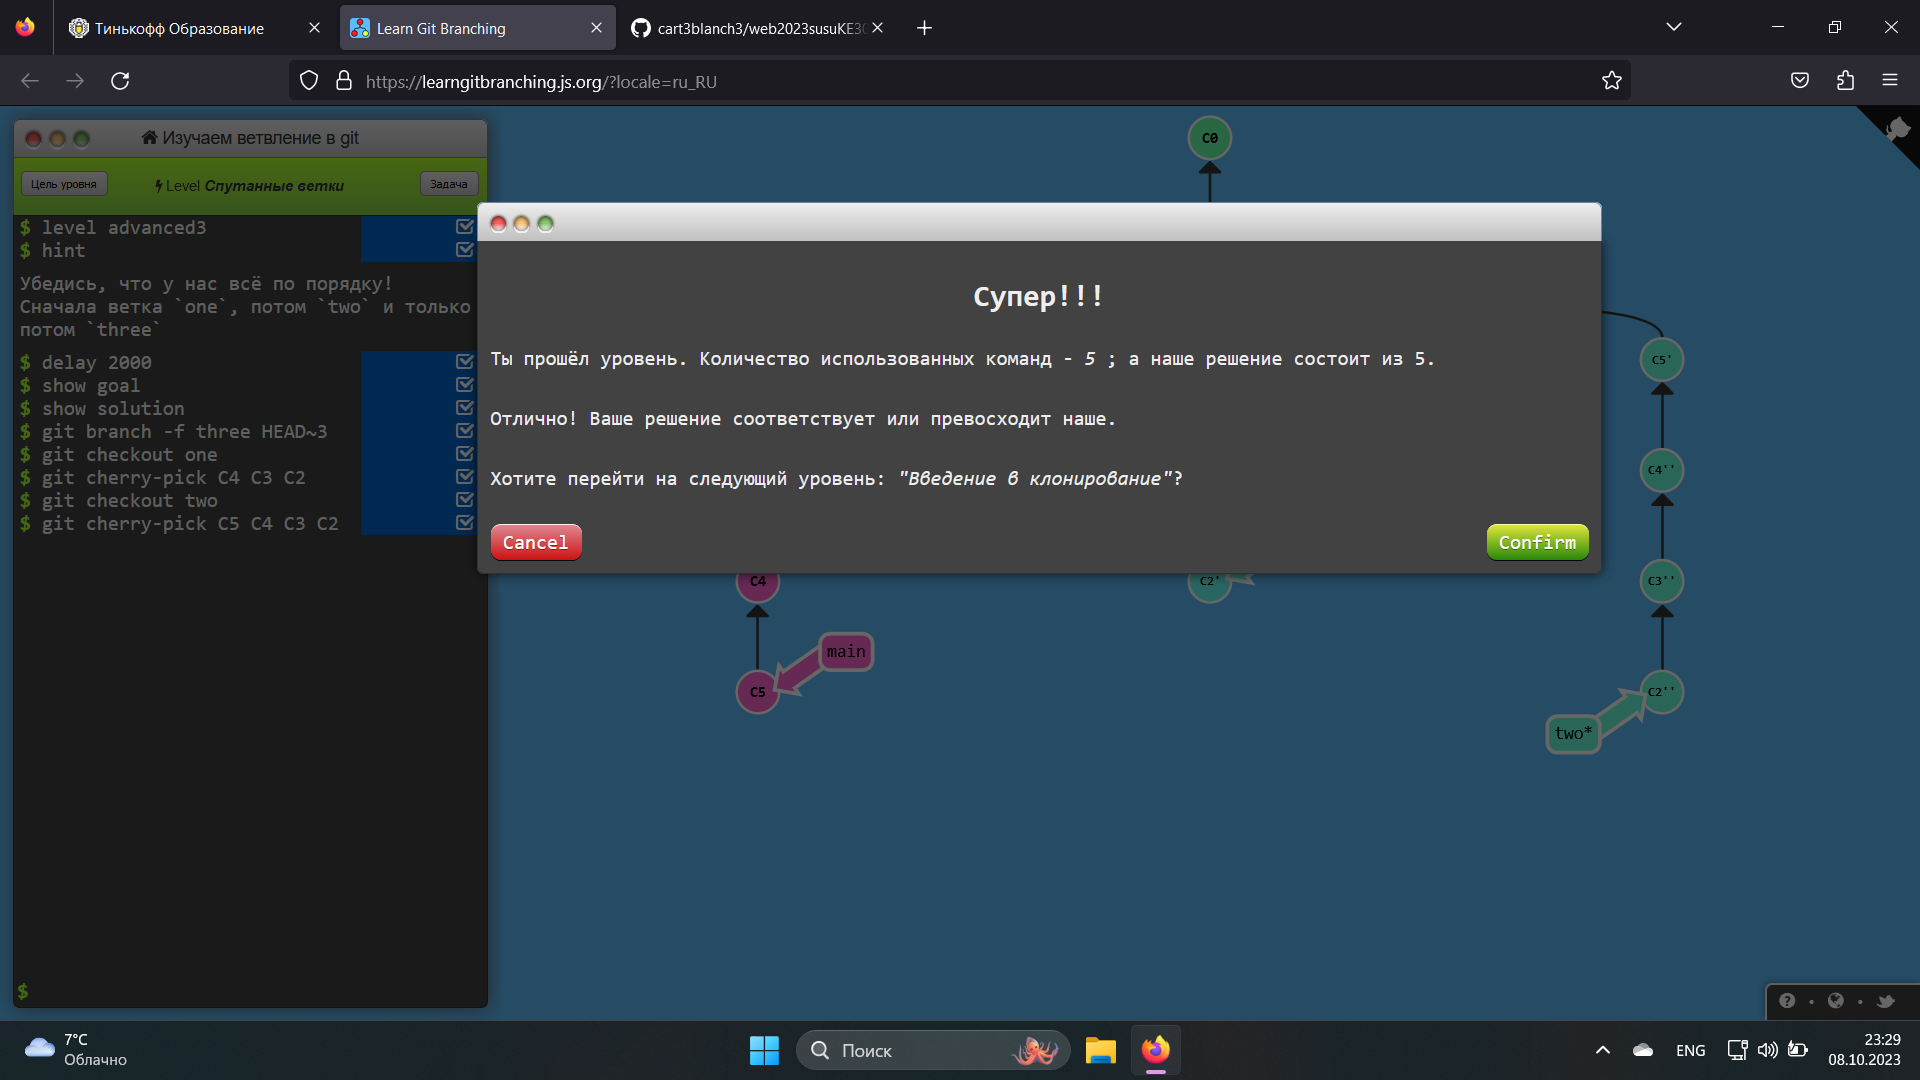 Тинькофф Образование
Learn Git Branching
cart3blanch3/web2023susuKE3
https://learngitbranching.js.org/?locale=ru_RU
Изучаем ветвление в git
Цель уровня
Level Спутанные ветки
Задача
$ level advanced3
$ hint
Убедись, что у нас всё по порядку!
Сначала ветка `one`, потом `two` и только
потом `three`
$ delay 2000
$ show goal
$ show solution
$ git branch -f three HEAD~3
$ git checkout one
$ git cherry-pick C4 C3 C2
$ git checkout two
$ git cherry-pick C5 C4 C3 C2
$
C0
Супер!!!
Ты прошёл уровень. Количество использованных команд - 5 ; а наше решение состоит из 5.
Отлично! Ваше решение соответствует или превосходит наше.
Хотите перейти на следующий уровень: "Введение в клонирование"?
Cancel
Confirm
C5'
C4''
C4
C2'
C3''
main
C5
C2''
two*
7°C
Облачно
Поиск
ENG
23:29
08.10.2023